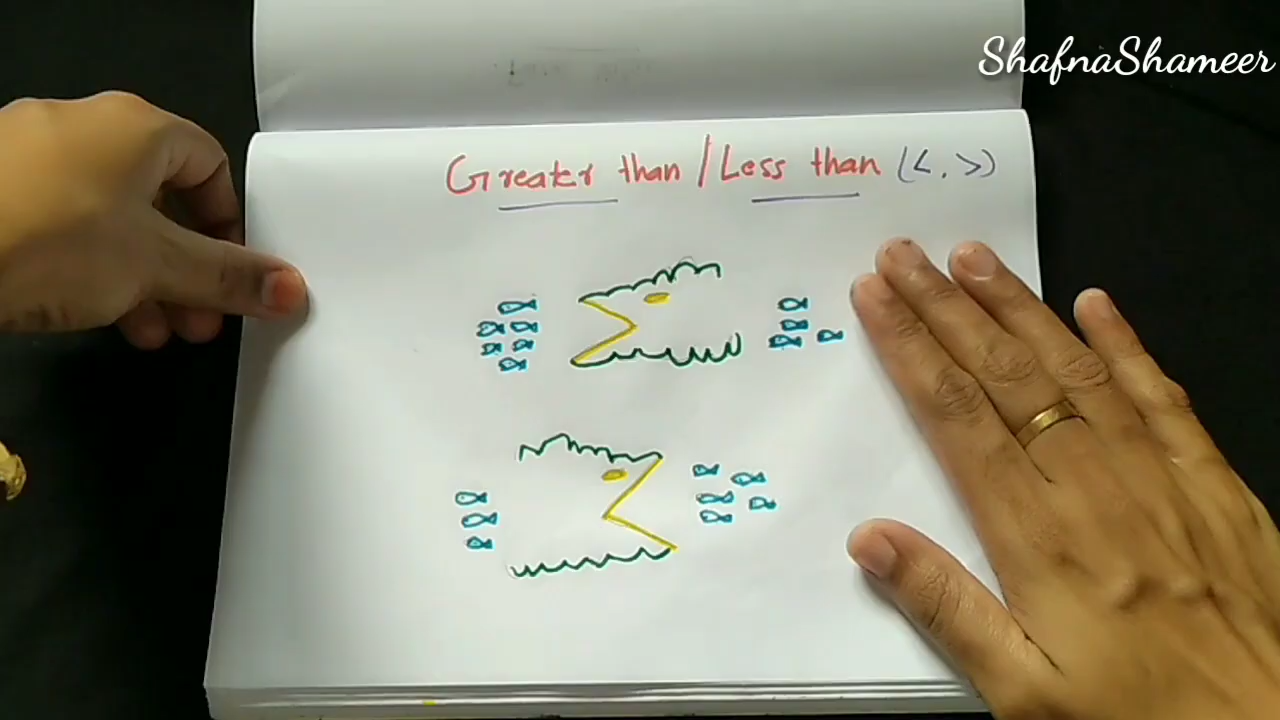 ShafnaShameer
Greater than / Less than (<, >)